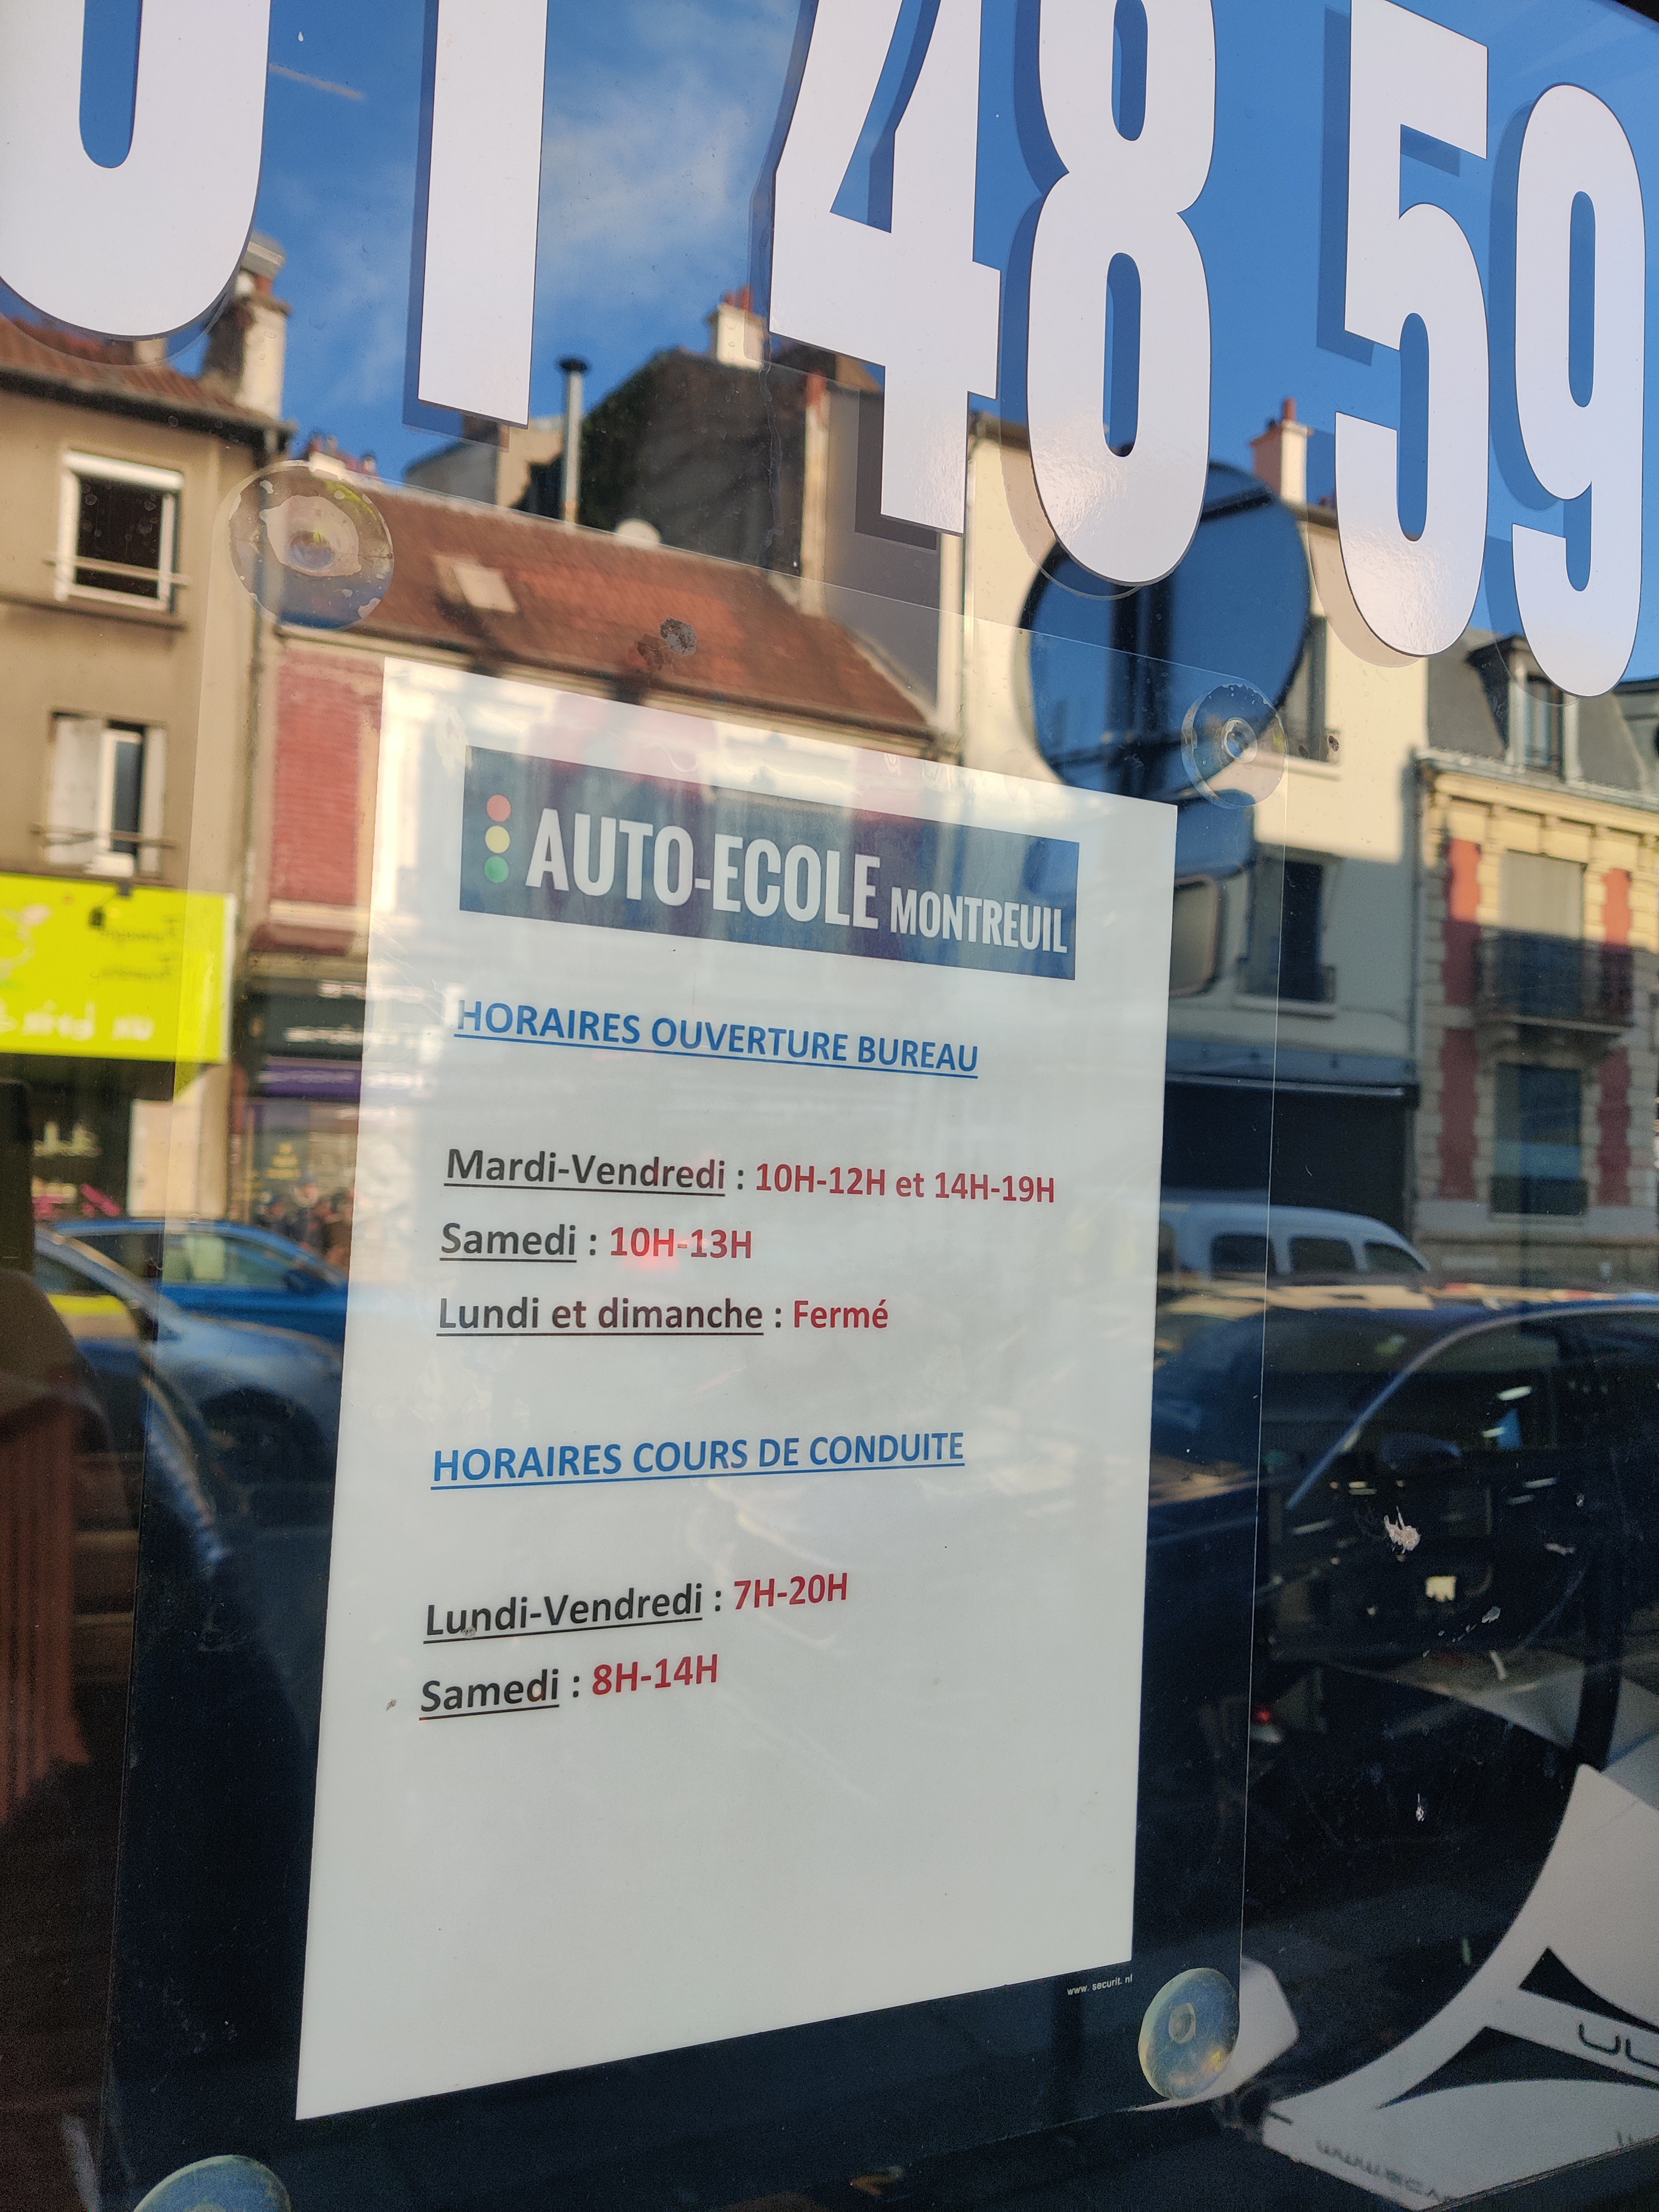 01 48 59
AUTO-ECOLE MONTREUIL
HORAIRES OUVERTURE BUREAU
Mardi-Vendredi : 10H-12H et 14H-19H
Samedi : 10H-13H
Lundi et dimanche : Fermé
HORAIRES COURS DE CONDUITE
Lundi-Vendredi : 7H-20H
Samedi : 8H-14H
www.securit.nl